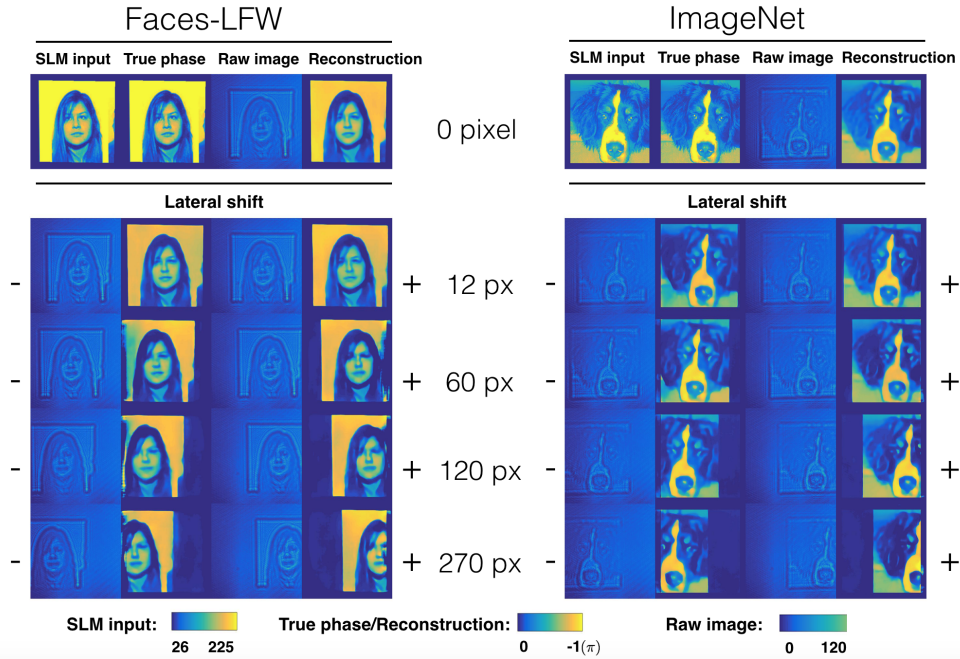 Faces-LFW
ImageNet
SLM input True phase Raw image Reconstruction
SLM input True phase Raw image Reconstruction
0 pixel
Lateral shift
Lateral shift
- + 12 px - +
- + 60 px - +
- + 120 px - +
- + 270 px - +
SLM input: True phase/Reconstruction: Raw image:
26 225 0 -1(π) 0 120